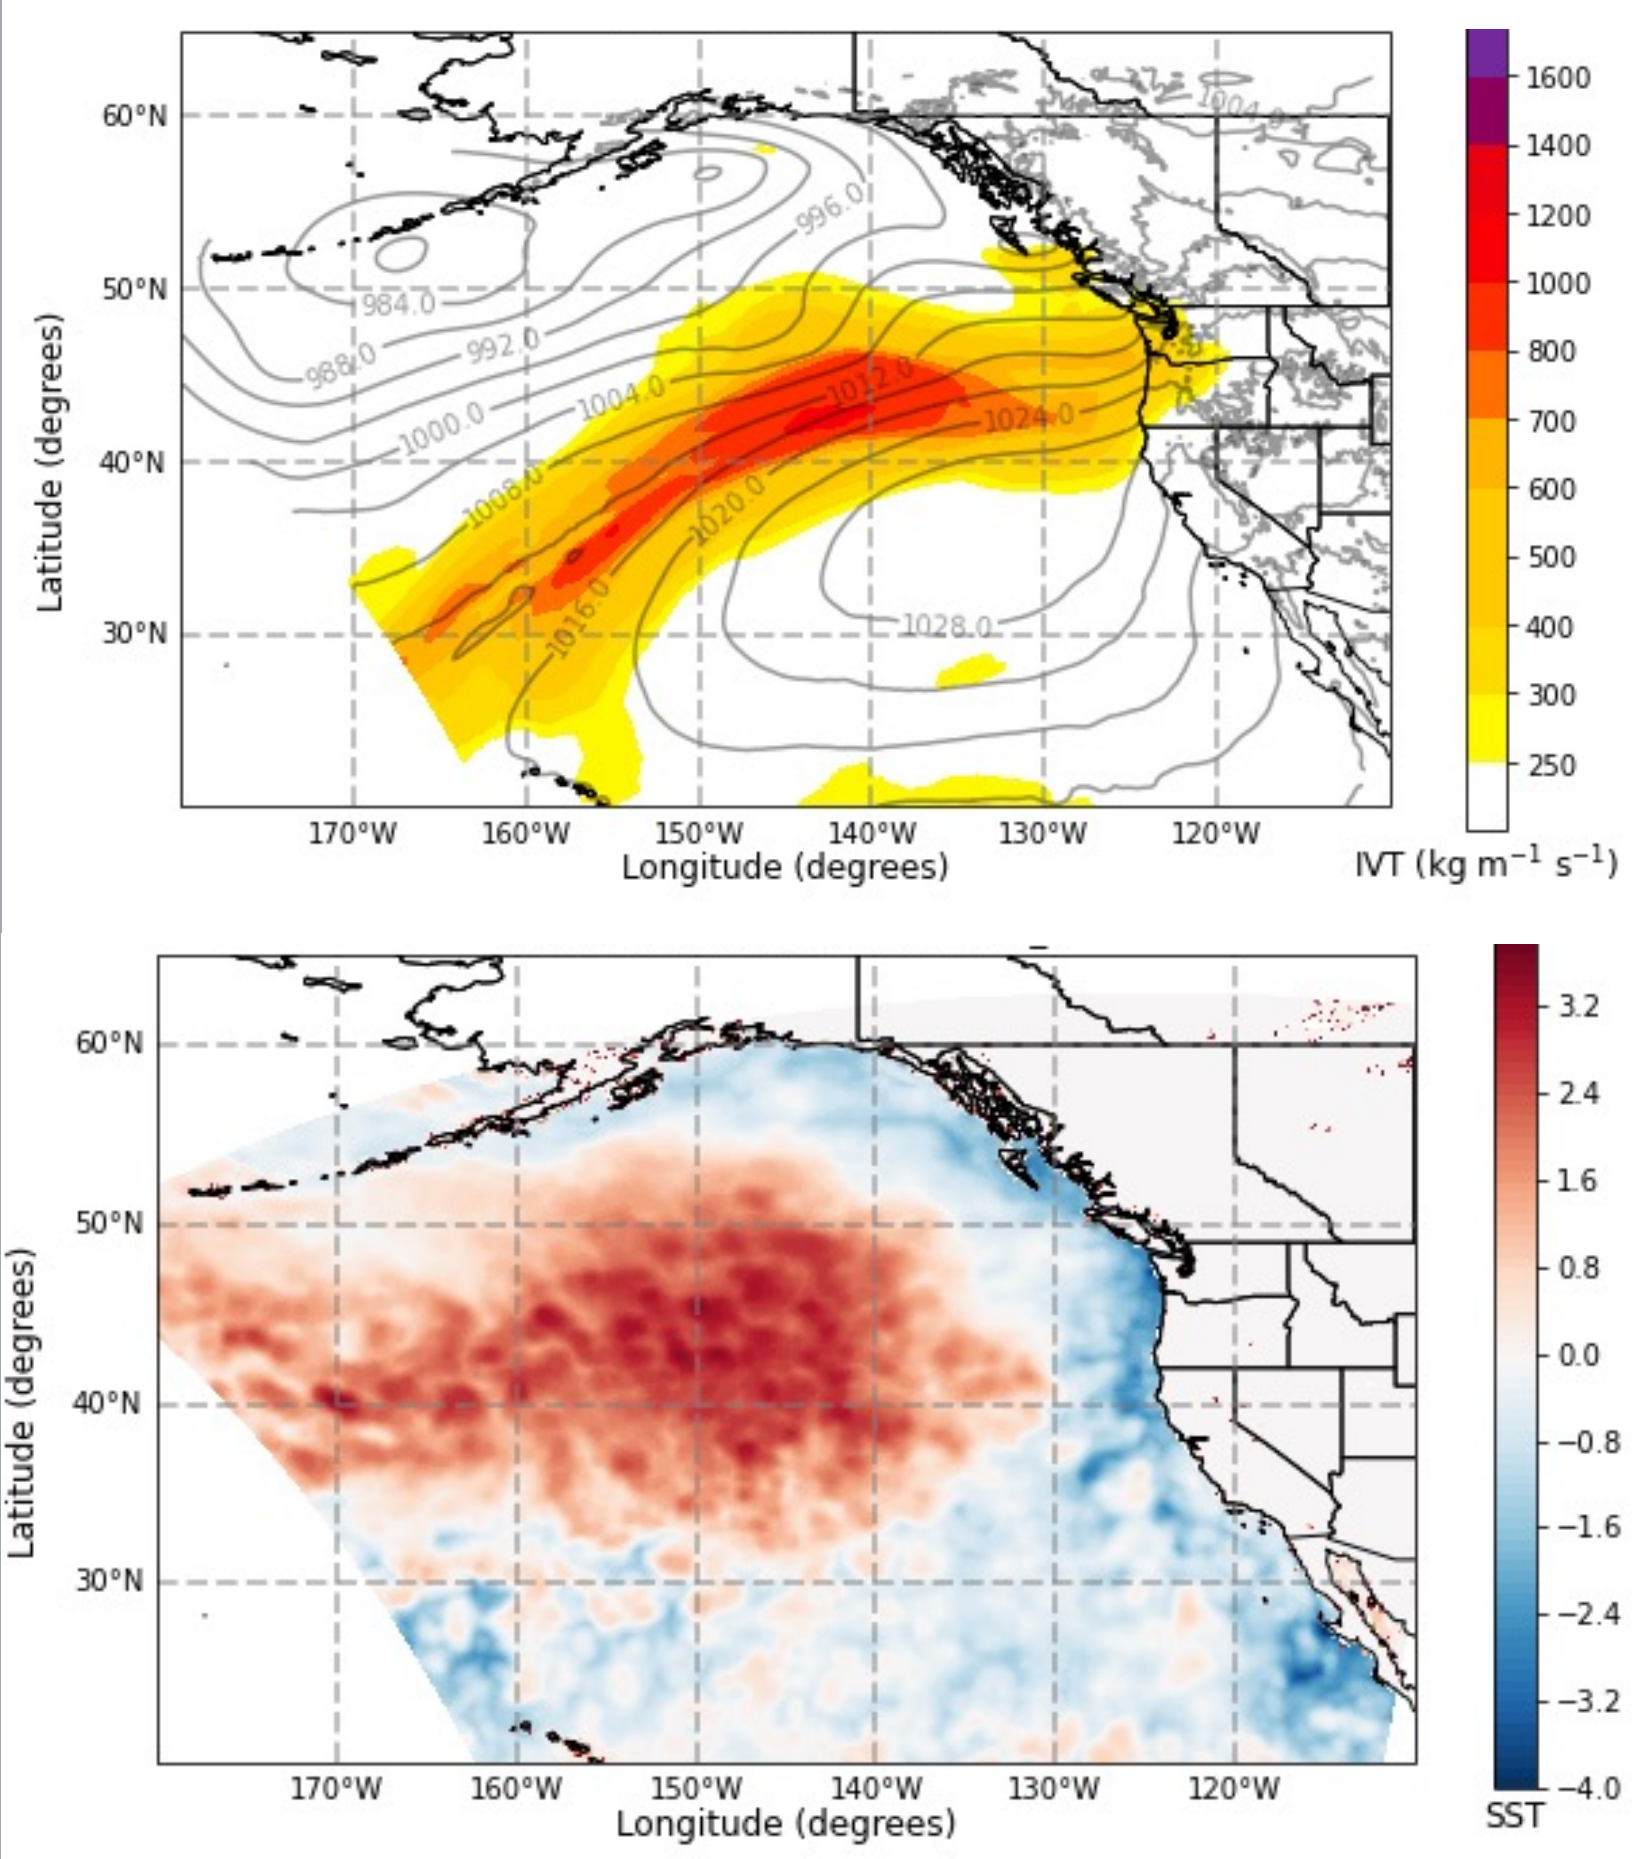 1600
1400
1200
1000
800
700
600
500
400
300
250
IVT (kg m⁻¹ s⁻¹)
60°N
50°N
40°N
30°N
Latitude (degrees)
1004.0
996.0
984.0
988.0
992.0
1012.0
1004.0
1024.0
1000.0
1008.0
1020.0
1016.0
1028.0
170°W 160°W 150°W 140°W 130°W 120°W
Longitude (degrees)
3.2
2.4
1.6
0.8
0.0
−0.8
−1.6
−2.4
−3.2
−4.0
SST
60°N
50°N
40°N
30°N
Latitude (degrees)
170°W 160°W 150°W 140°W 130°W 120°W
Longitude (degrees)